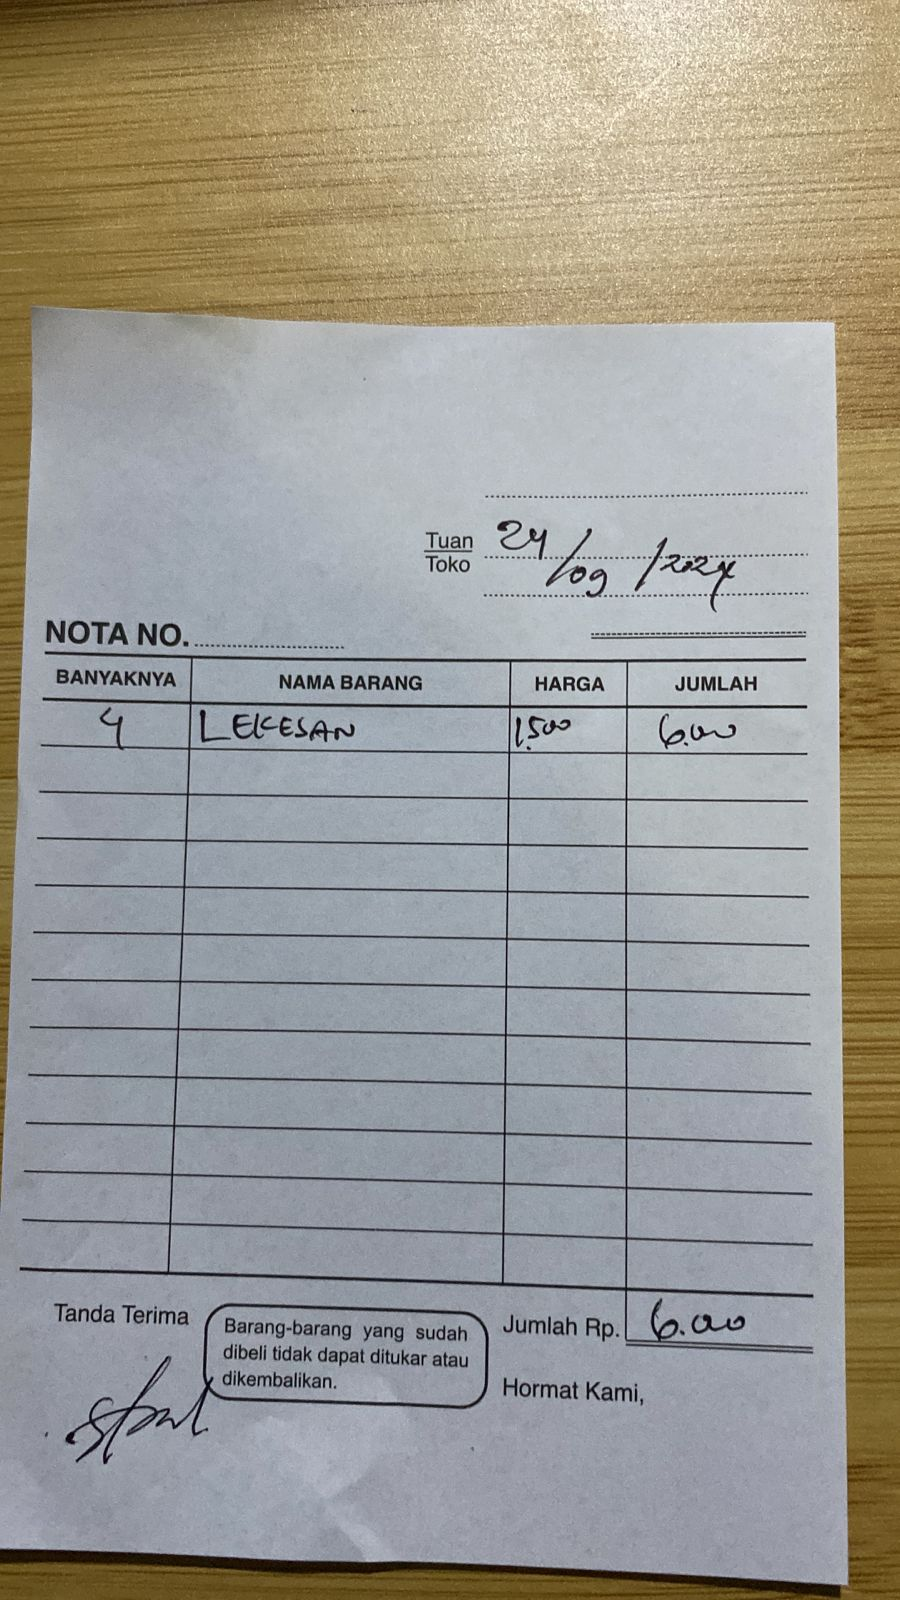 Tuan
Toko
24/09/2024
NOTA NO.
BANYAKNYA NAMA BARANG HARGA JUMLAH
4 LEKESAN 1.500 6.000
Tanda Terima
Barang-barang yang sudah
dibeli tidak dapat ditukar atau
dikembalikan.
Jumlah Rp. 6.000
Hormat Kami,